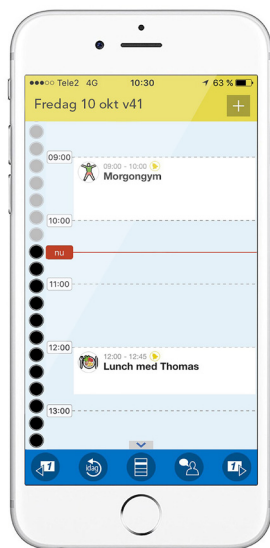 Tele2 4G 10:30 63 %
Fredag 10 okt v41
+
09:00
09:00 - 10:00
Morgongym
10:00
nu
11:00
12:00
12:00 - 12:45
Lunch med Thomas
13:00
1
idag
1